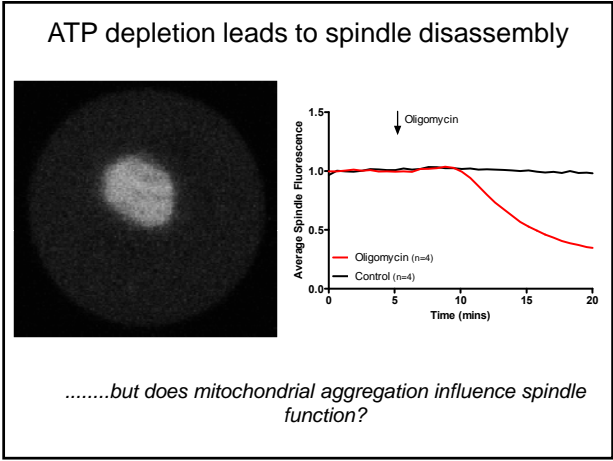 ATP depletion leads to spindle disassembly
1.5
Oligomycin
1.0
Average Spindle Fluorescence
0.5
Oligomycin (n=4)
Control (n=4)
0.0
0 5 10 15 20
Time (mins)
........but does mitochondrial aggregation influence spindle
function?